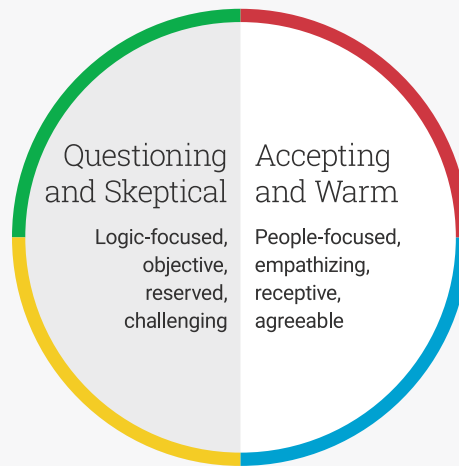 Questioning
and Skeptical
Logic-focused,
objective,
reserved,
challenging
Accepting
and Warm
People-focused,
empathizing,
receptive,
agreeable